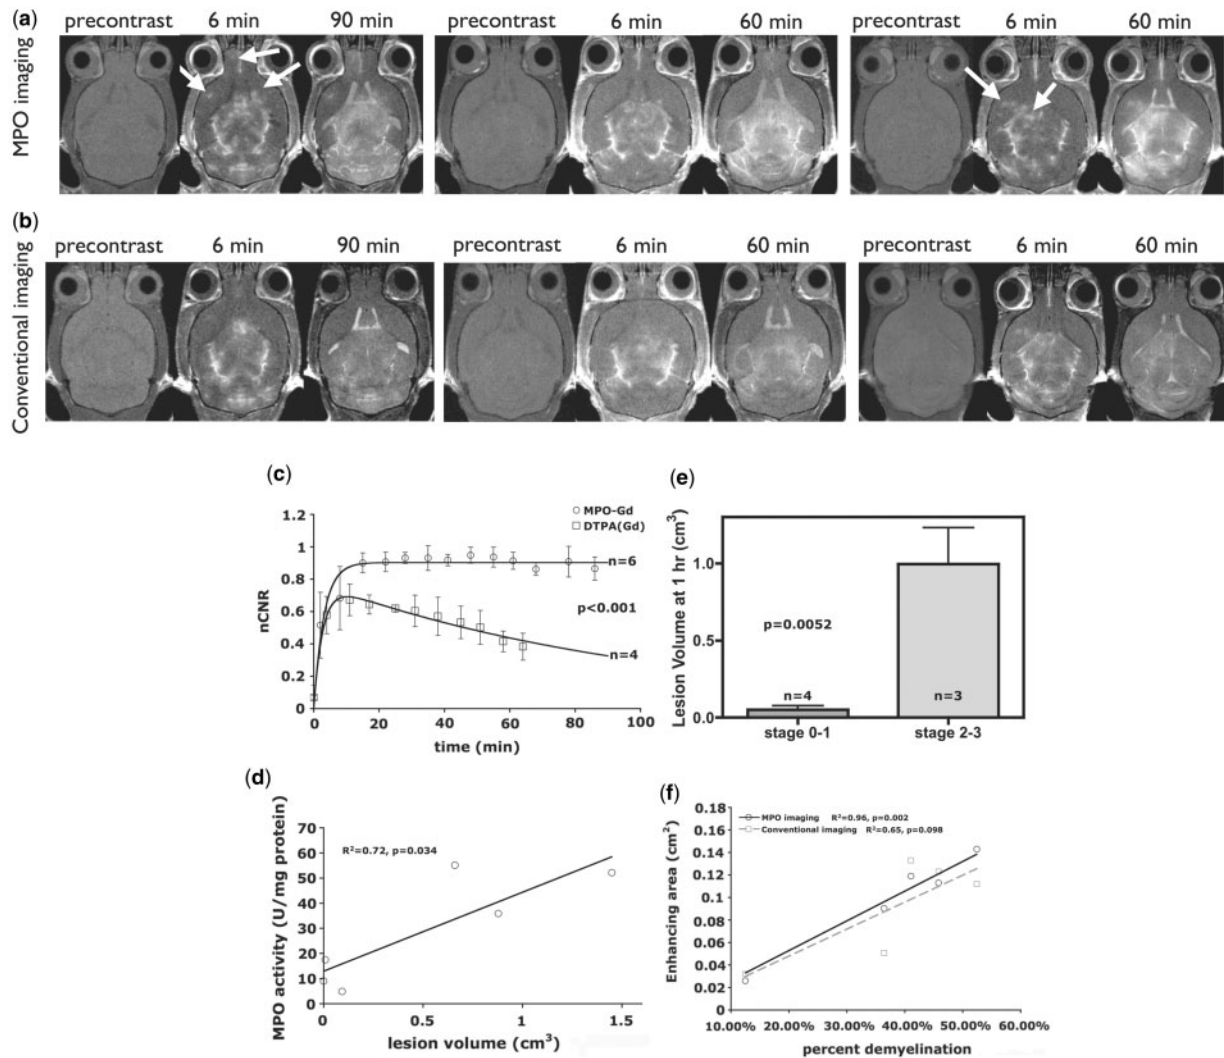 (a)
MPO imaging
precontrast 6 min 90 min precontrast 6 min 60 min precontrast 6 min 60 min
(b)
Conventional imaging
precontrast 6 min 90 min precontrast 6 min 60 min precontrast 6 min 60 min
(c)
nCNR
1.2
1
0.8
0.6
0.4
0.2
0
MPO-Gd
DTPA(Gd)
n=6
p<0.001
n=4
0 20 40 60 80 100
time (min)
(e)
Lesion Volume at 1 hr (cm³)
1.0
0.5
0.0
p=0.0052
n=4 n=3
stage 0-1 stage 2-3
(d)
MPO activity (U/mg protein)
70
60
50
40
30
20
10
0
R²=0.72, p=0.034
0 0.5 1 1.5
lesion volume (cm³)
(f)
Enhancing area (cm²)
0.18
0.16
0.14
0.12
0.1
0.08
0.06
0.04
0.02
0
MPO imaging R²=0.96, p=0.002
Conventional imaging R²=0.65, p=0.098
10.00% 20.00% 30.00% 40.00% 50.00% 60.00%
percent demyelination